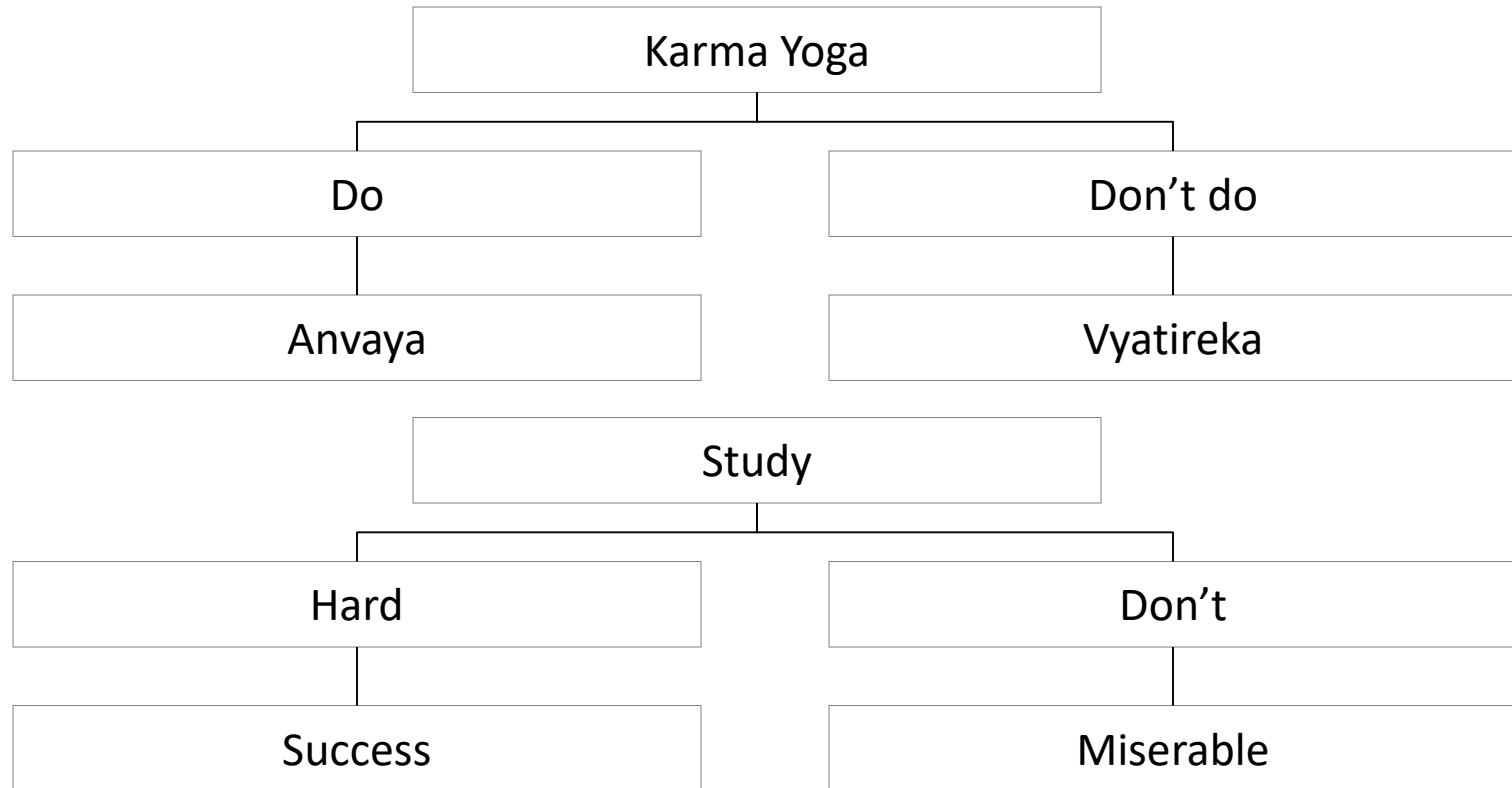 Karma Yoga
Do
Don’t do
Anvaya
Vyatireka
Study
Hard
Don’t
Success
Miserable